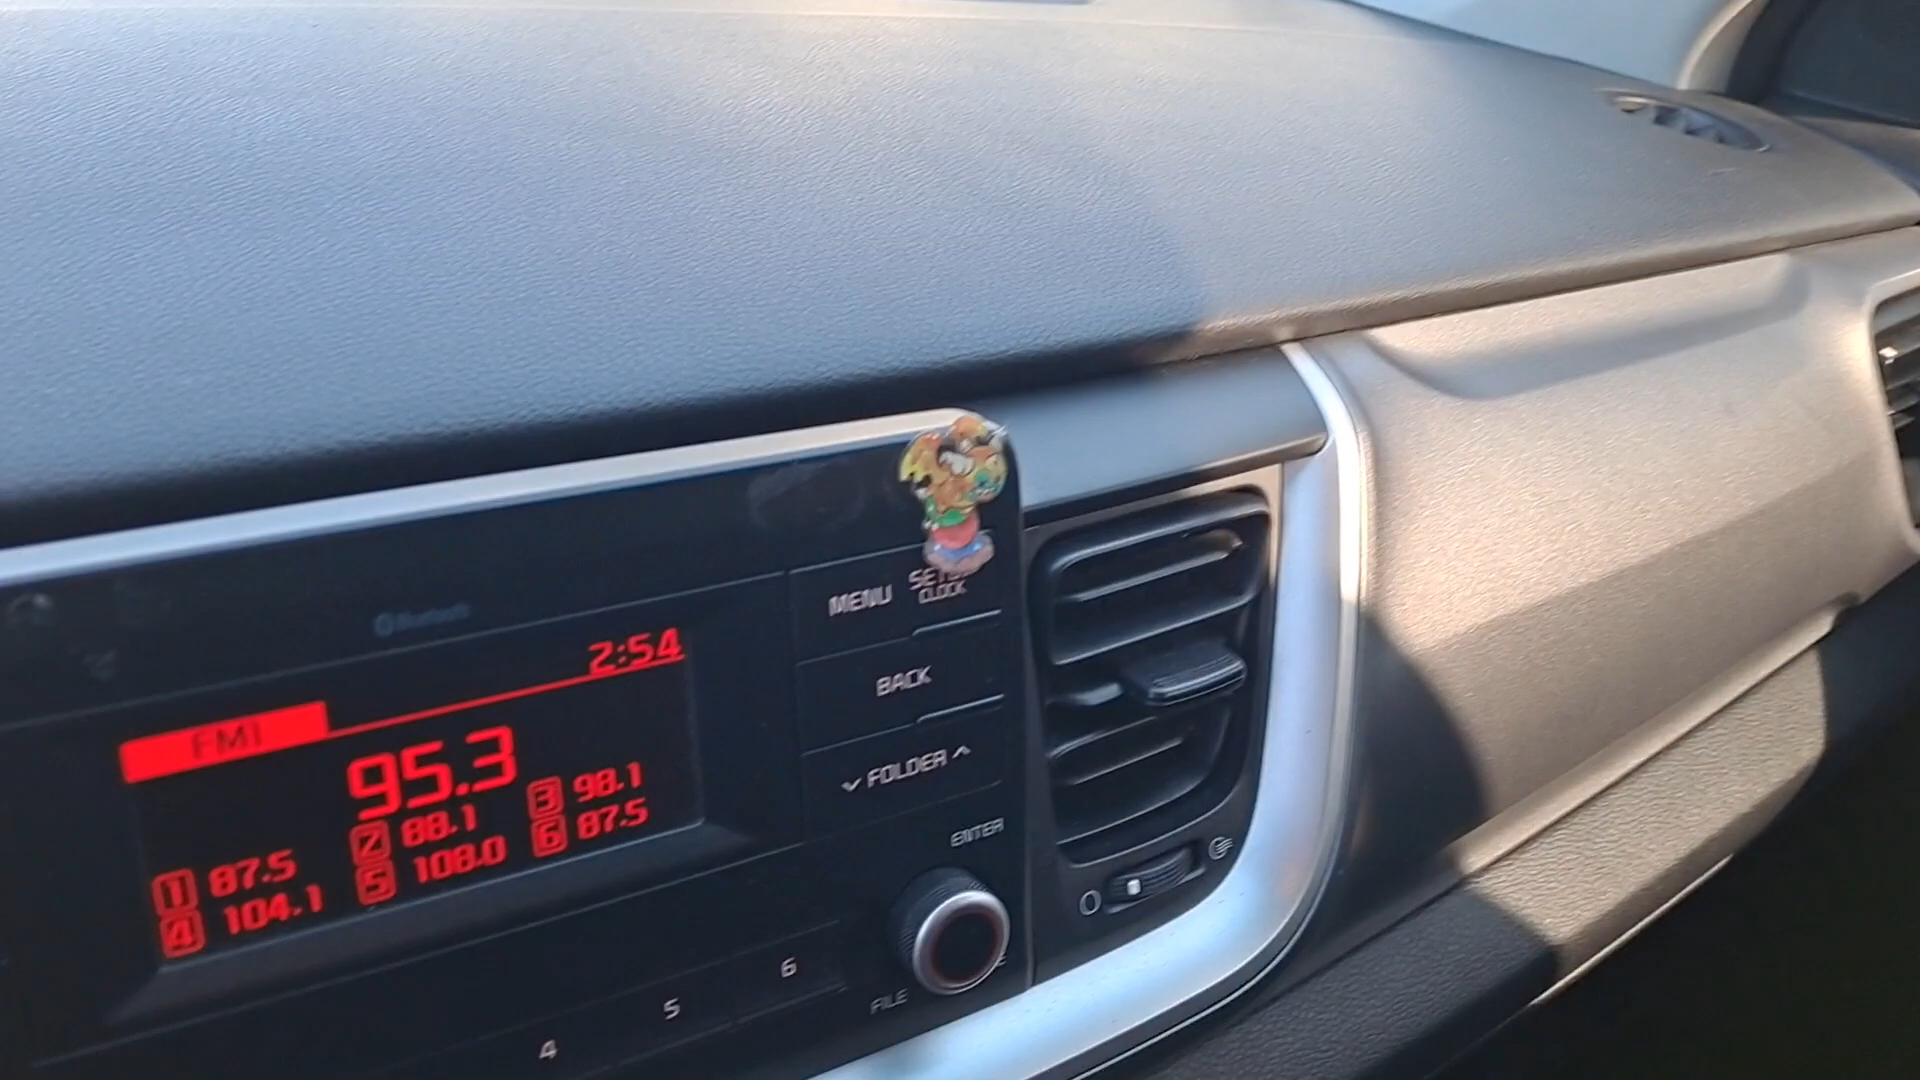 Bluetooth
MENU SETUP
CLOCK
2:54
FM1
BACK
95.3
FOLDER
1 87.5 2 88.1 3 98.1
4 104.1 5 108.0 6 87.5
ENTER
4 5 6
FILE